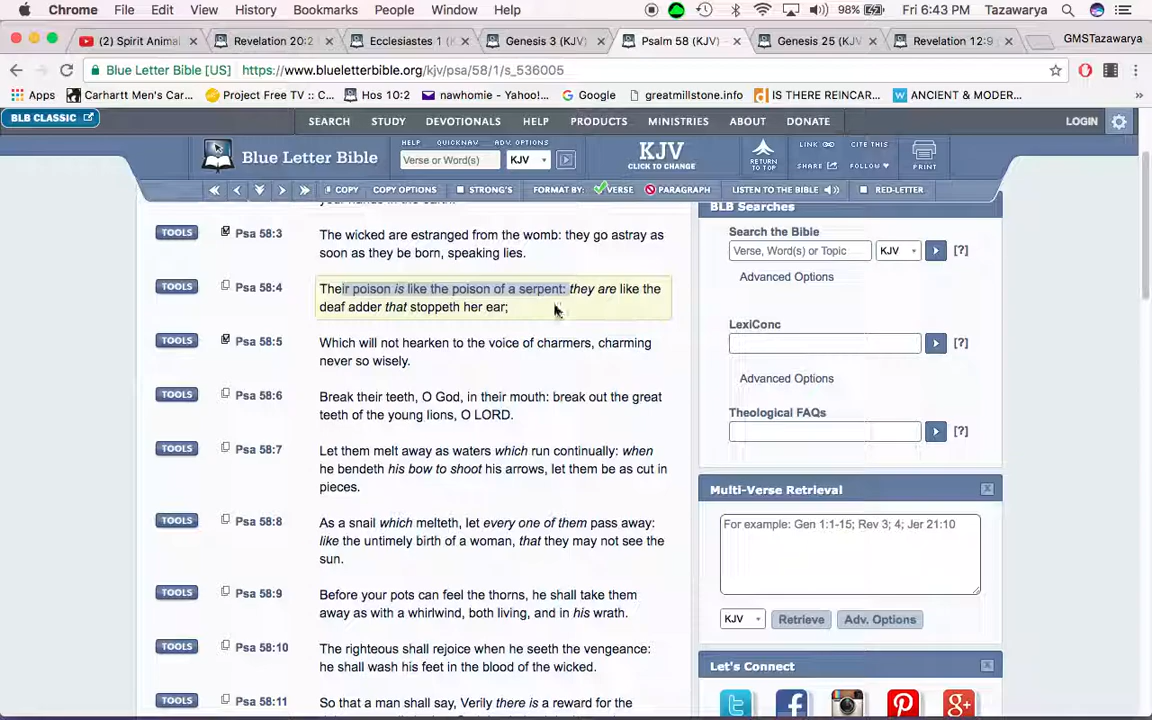 Chrome File Edit View History Bookmarks People Window Help 98% Fri 6:43 PM Tazawarya
(2) Spirit Animal × Revelation 20:2 × Ecclesiastes 1 ( × Genesis 3 (KJV) × Psalm 58 (KJV) × Genesis 25 (KJV × Revelation 12:9 × GMSTazawarya
Blue Letter Bible [US] https://www.blueletterbible.org/kjv/psa/58/1/s_536005
Apps Carhartt Men's Car... Project Free TV :: C... Hos 10:2 nawhomie - Yahoo!... Google greatmillstone.info IS THERE REINCAR... ANCIENT & MODER... »
BLB CLASSIC
SEARCH STUDY DEVOTIONALS HELP PRODUCTS MINISTRIES ABOUT DONATE LOGIN
Blue Letter Bible
HELP QUICKNAV ADV. OPTIONS
Verse or Word(s) KJV
KJV
CLICK TO CHANGE
RETURN
TO TOP
LINK CITE THIS
SHARE FOLLOW
PRINT
COPY COPY OPTIONS STRONG'S FORMAT BY: VERSE PARAGRAPH LISTEN TO THE BIBLE RED-LETTER
your hands in the earth.
TOOLS Psa 58:3 The wicked are estranged from the womb: they go astray as
soon as they be born, speaking lies.
TOOLS Psa 58:4 Their poison is like the poison of a serpent: they are like the
deaf adder that stoppeth her ear;
TOOLS Psa 58:5 Which will not hearken to the voice of charmers, charming
never so wisely.
TOOLS Psa 58:6 Break their teeth, O God, in their mouth: break out the great
teeth of the young lions, O LORD.
TOOLS Psa 58:7 Let them melt away as waters which run continually: when
he bendeth his bow to shoot his arrows, let them be as cut in
pieces.
TOOLS Psa 58:8 As a snail which melteth, let every one of them pass away:
like the untimely birth of a woman, that they may not see the
sun.
TOOLS Psa 58:9 Before your pots can feel the thorns, he shall take them
away as with a whirlwind, both living, and in his wrath.
TOOLS Psa 58:10 The righteous shall rejoice when he seeth the vengeance:
he shall wash his feet in the blood of the wicked.
TOOLS Psa 58:11 So that a man shall say, Verily there is a reward for the
BLB Searches
Search the Bible
Verse, Word(s) or Topic KJV [?]
Advanced Options
LexiConc
[?]
Advanced Options
Theological FAQs
[?]
Multi-Verse Retrieval
For example: Gen 1:1-15; Rev 3; 4; Jer 21:10
KJV Retrieve Adv. Options
Let's Connect